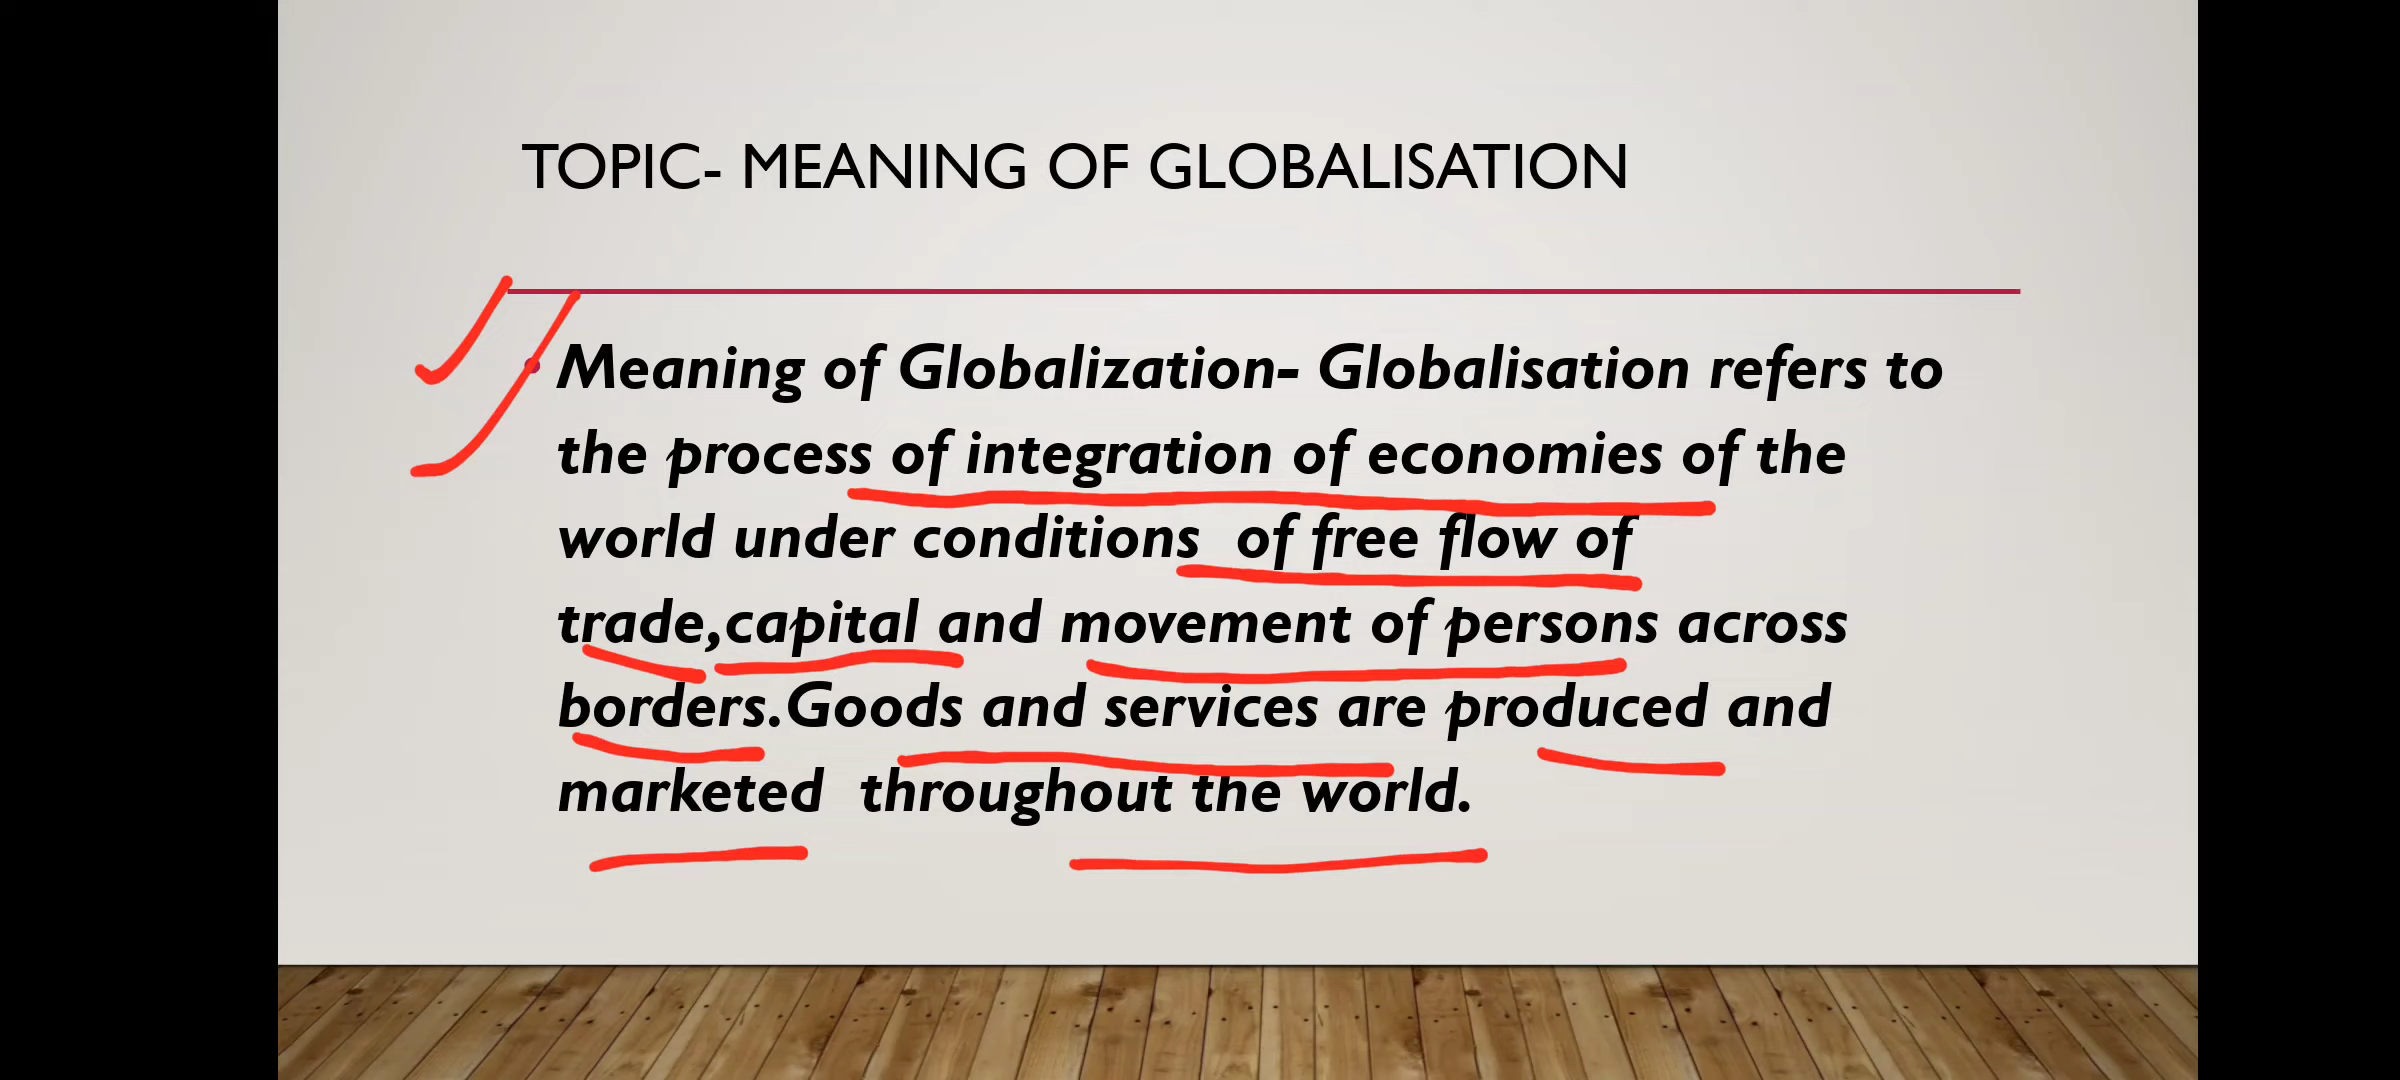 TOPIC- MEANING OF GLOBALISATION
• Meaning of Globalization- Globalisation refers to
the process of integration of economies of the
world under conditions  of free flow of
trade,capital and movement of persons across
borders.Goods and services are produced and
marketed  throughout the world.